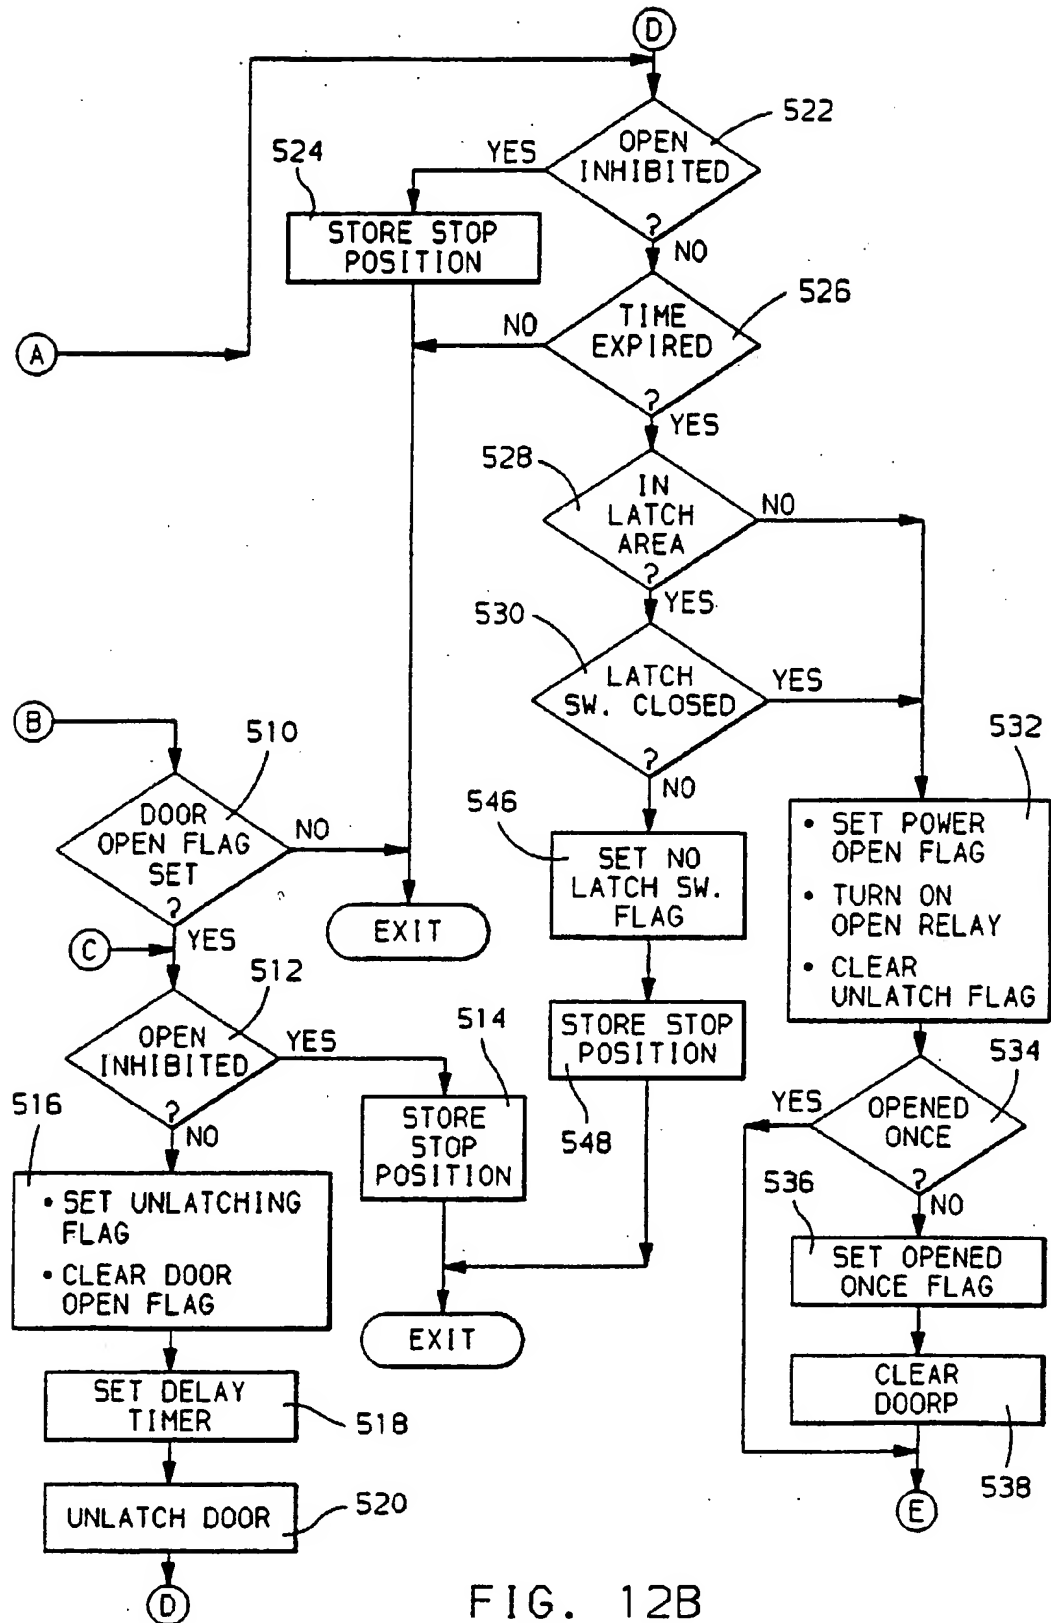 D
522
OPEN
INHIBITED
?
YES
NO
524
STORE STOP
POSITION
526
TIME
EXPIRED
?
NO
YES
A
528
IN
LATCH
AREA
?
NO
YES
530
LATCH
SW. CLOSED
?
YES
NO
B
510
DOOR
OPEN FLAG
SET
?
NO
YES
EXIT
546
SET NO
LATCH SW.
FLAG
532
• SET POWER
OPEN FLAG
• TURN ON
OPEN RELAY
• CLEAR
UNLATCH FLAG
C
512
OPEN
INHIBITED
?
YES
NO
514
STORE
STOP
POSITION
STORE STOP
POSITION
548
534
OPENED
ONCE
?
YES
NO
516
• SET UNLATCHING
FLAG
• CLEAR DOOR
OPEN FLAG
536
SET OPENED
ONCE FLAG
EXIT
SET DELAY
TIMER
518
CLEAR
DOORP
538
UNLATCH DOOR
520
E
D
FIG. 12B